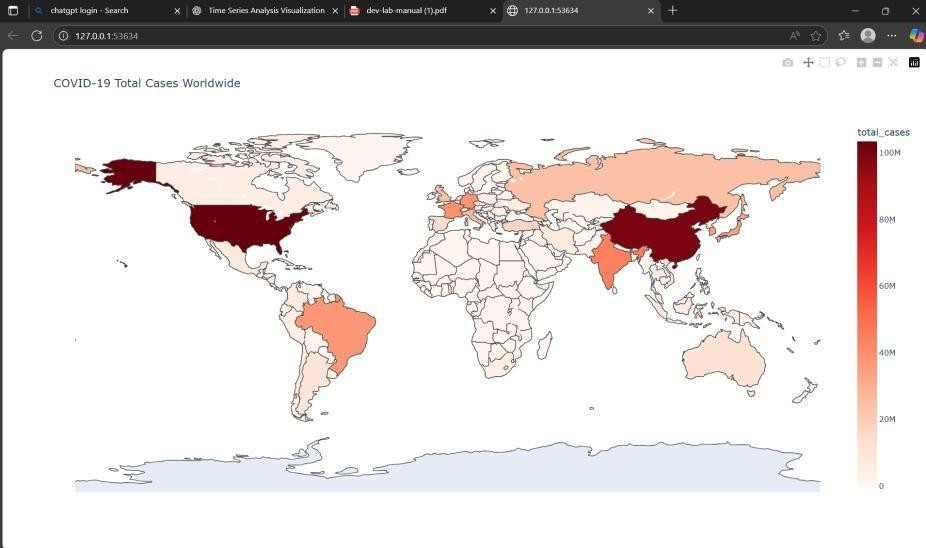 chatgpt login - Search
Time Series Analysis Visualization
dev-lab-manual (1).pdf
127.0.0.1:53634
127.0.0.1:53634
COVID-19 Total Cases Worldwide
total_cases
100M
80M
60M
40M
20M
0